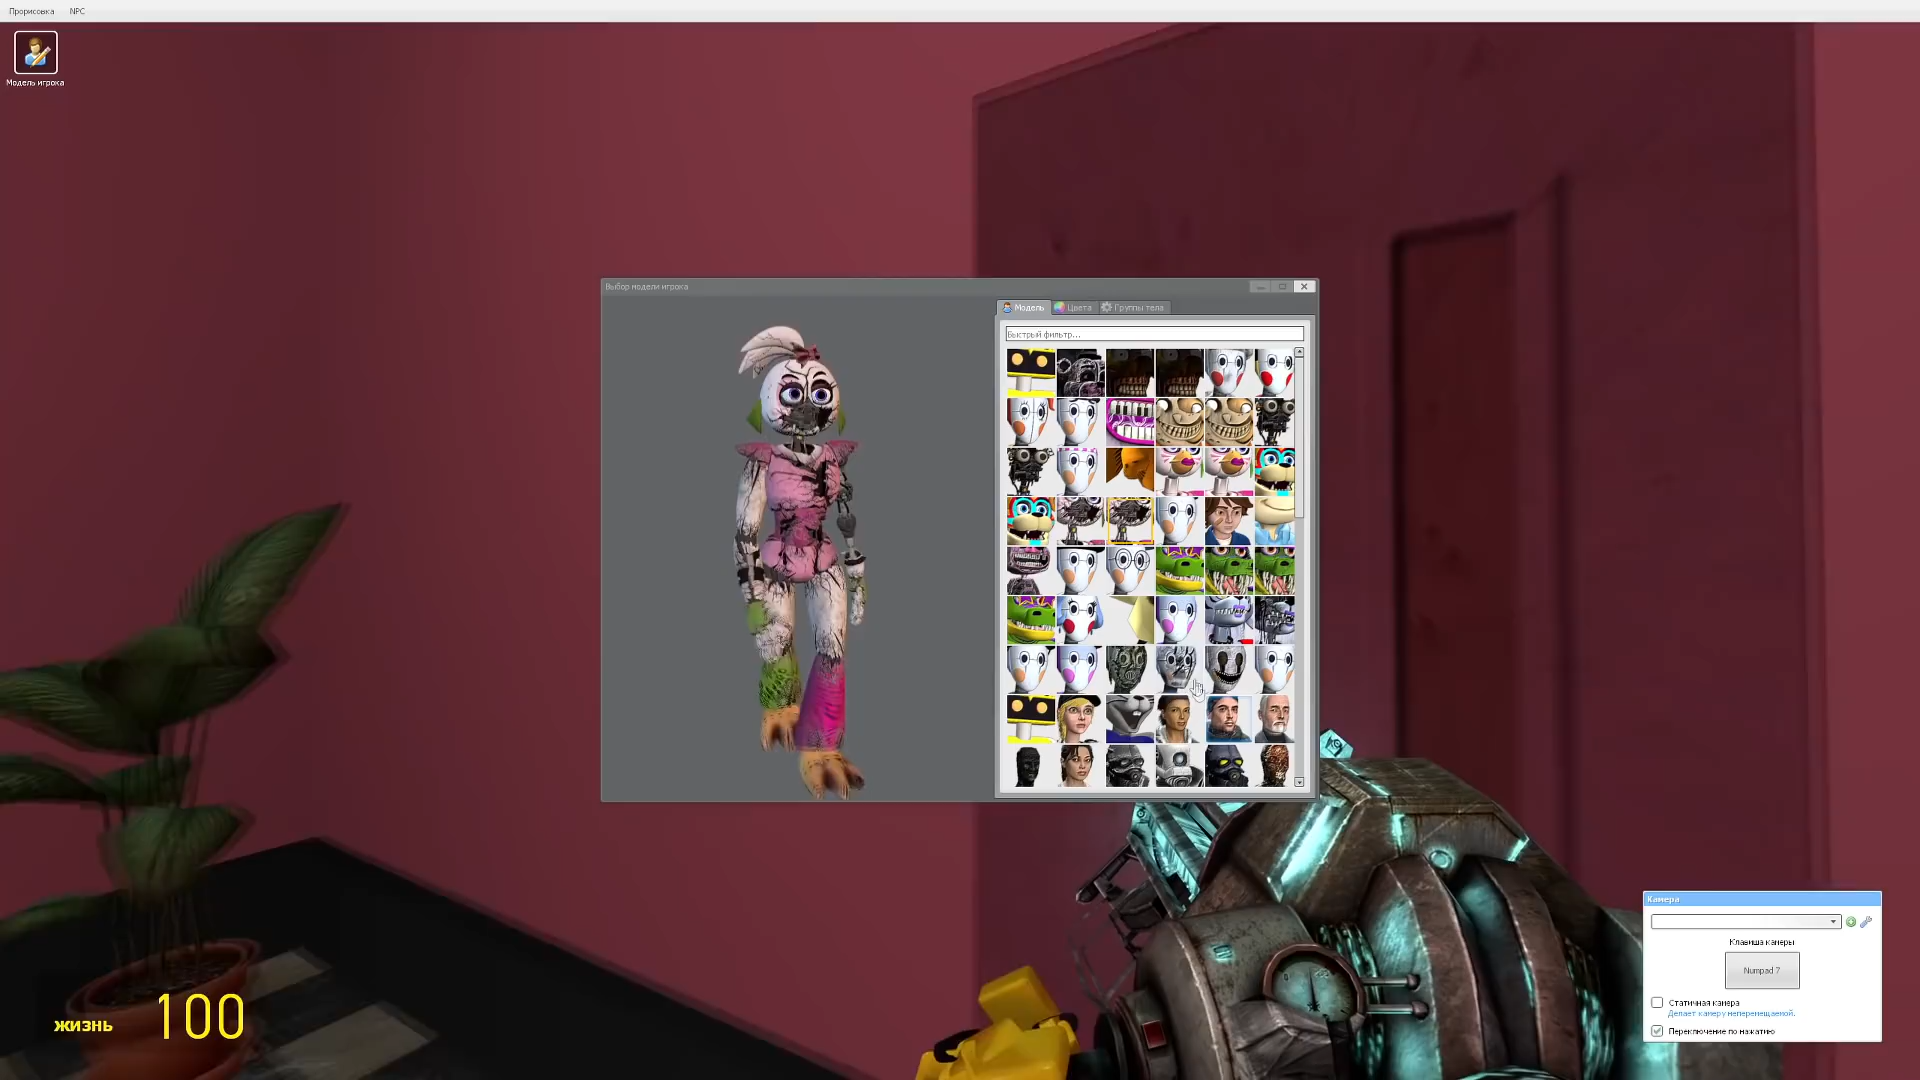 Прорисовка NPC
Модель игрока
Выбор модели игрока
Модель Цвета Группы тела
Быстрый фильтр...
Камера
Клавиша камеры
Numpad 7
Статичная камера
Делает камеру неперемещаемой.
Переключение по нажатию
ЖИЗНЬ 100